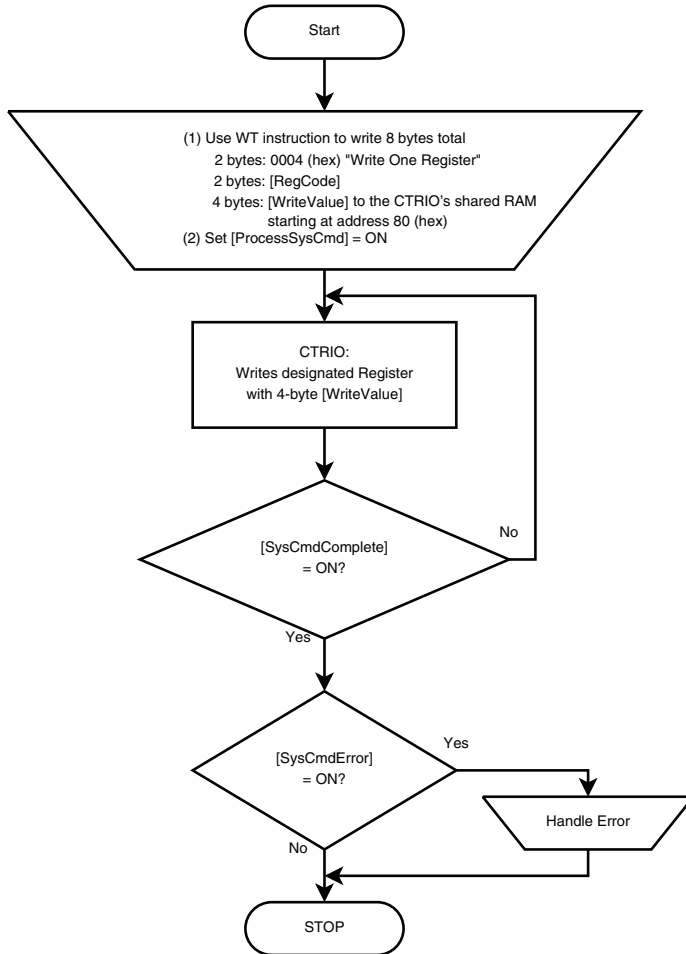 Start
(1) Use WT instruction to write 8 bytes total
2 bytes: 0004 (hex) "Write One Register"
2 bytes: [RegCode]
4 bytes: [WriteValue] to the CTRIO’s shared RAM
starting at address 80 (hex)
(2) Set [ProcessSysCmd] = ON
CTRIO:
Writes designated Register
with 4-byte [WriteValue]
[SysCmdComplete]
= ON?
No
Yes
[SysCmdError]
= ON?
Yes
Handle Error
No
STOP